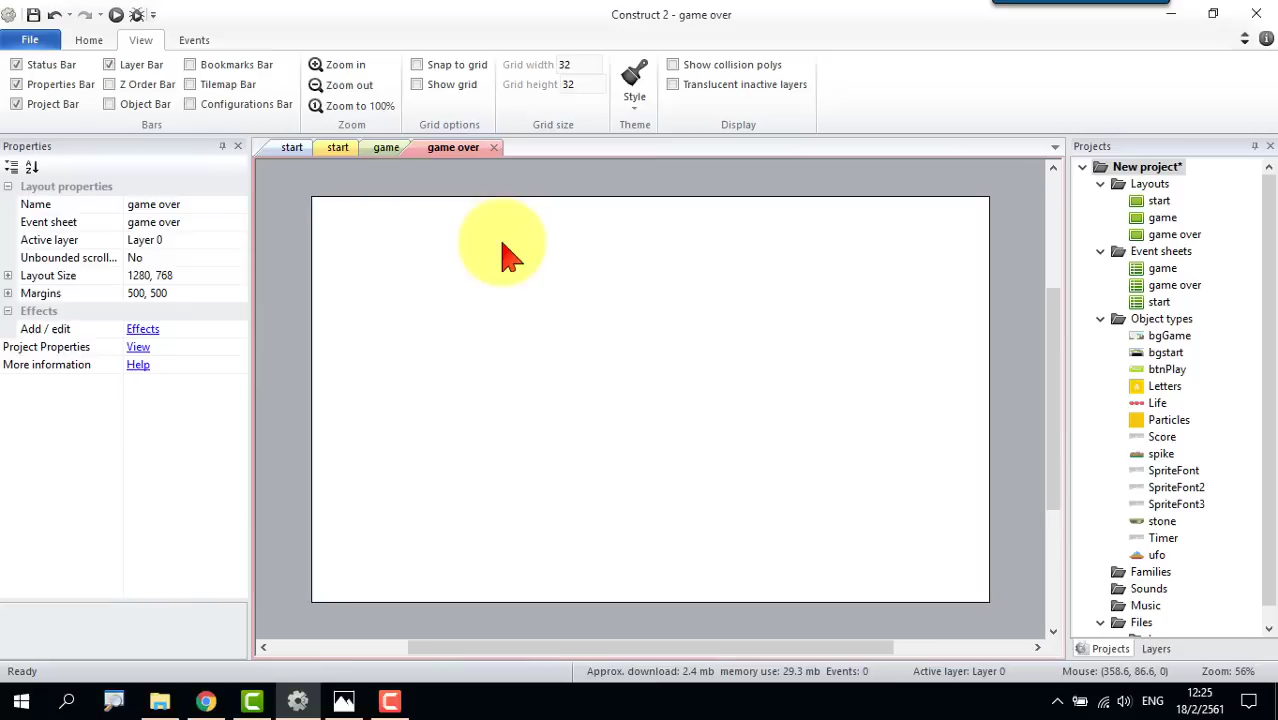 Construct 2 - game over
File Home View Events
Status Bar Layer Bar Bookmarks Bar Zoom in Snap to grid Grid width 32 Show collision polys
Properties Bar Z Order Bar Tilemap Bar Zoom out Show grid Grid height 32 Style Translucent inactive layers
Project Bar Object Bar Configurations Bar Zoom to 100%
Bars Zoom Grid options Grid size Theme Display
Properties
start start game game over
Projects
Layout properties
Name game over
Event sheet game over
Active layer Layer 0
Unbounded scroll... No
Layout Size 1280, 768
Margins 500, 500
Effects
Add / edit Effects
Project Properties View
More information Help
New project*
Layouts
start
game
game over
Event sheets
game
game over
start
Object types
bgGame
bgstart
btnPlay
Letters
Life
Particles
Score
spike
SpriteFont
SpriteFont2
SpriteFont3
stone
Timer
ufo
Families
Sounds
Music
Files
Projects Layers
Ready Approx. download: 2.4 mb memory use: 29.3 mb Events: 0 Active layer: Layer 0 Mouse: (358.6, 86.6, 0) Zoom: 56%
ENG
12:25
18/2/2561